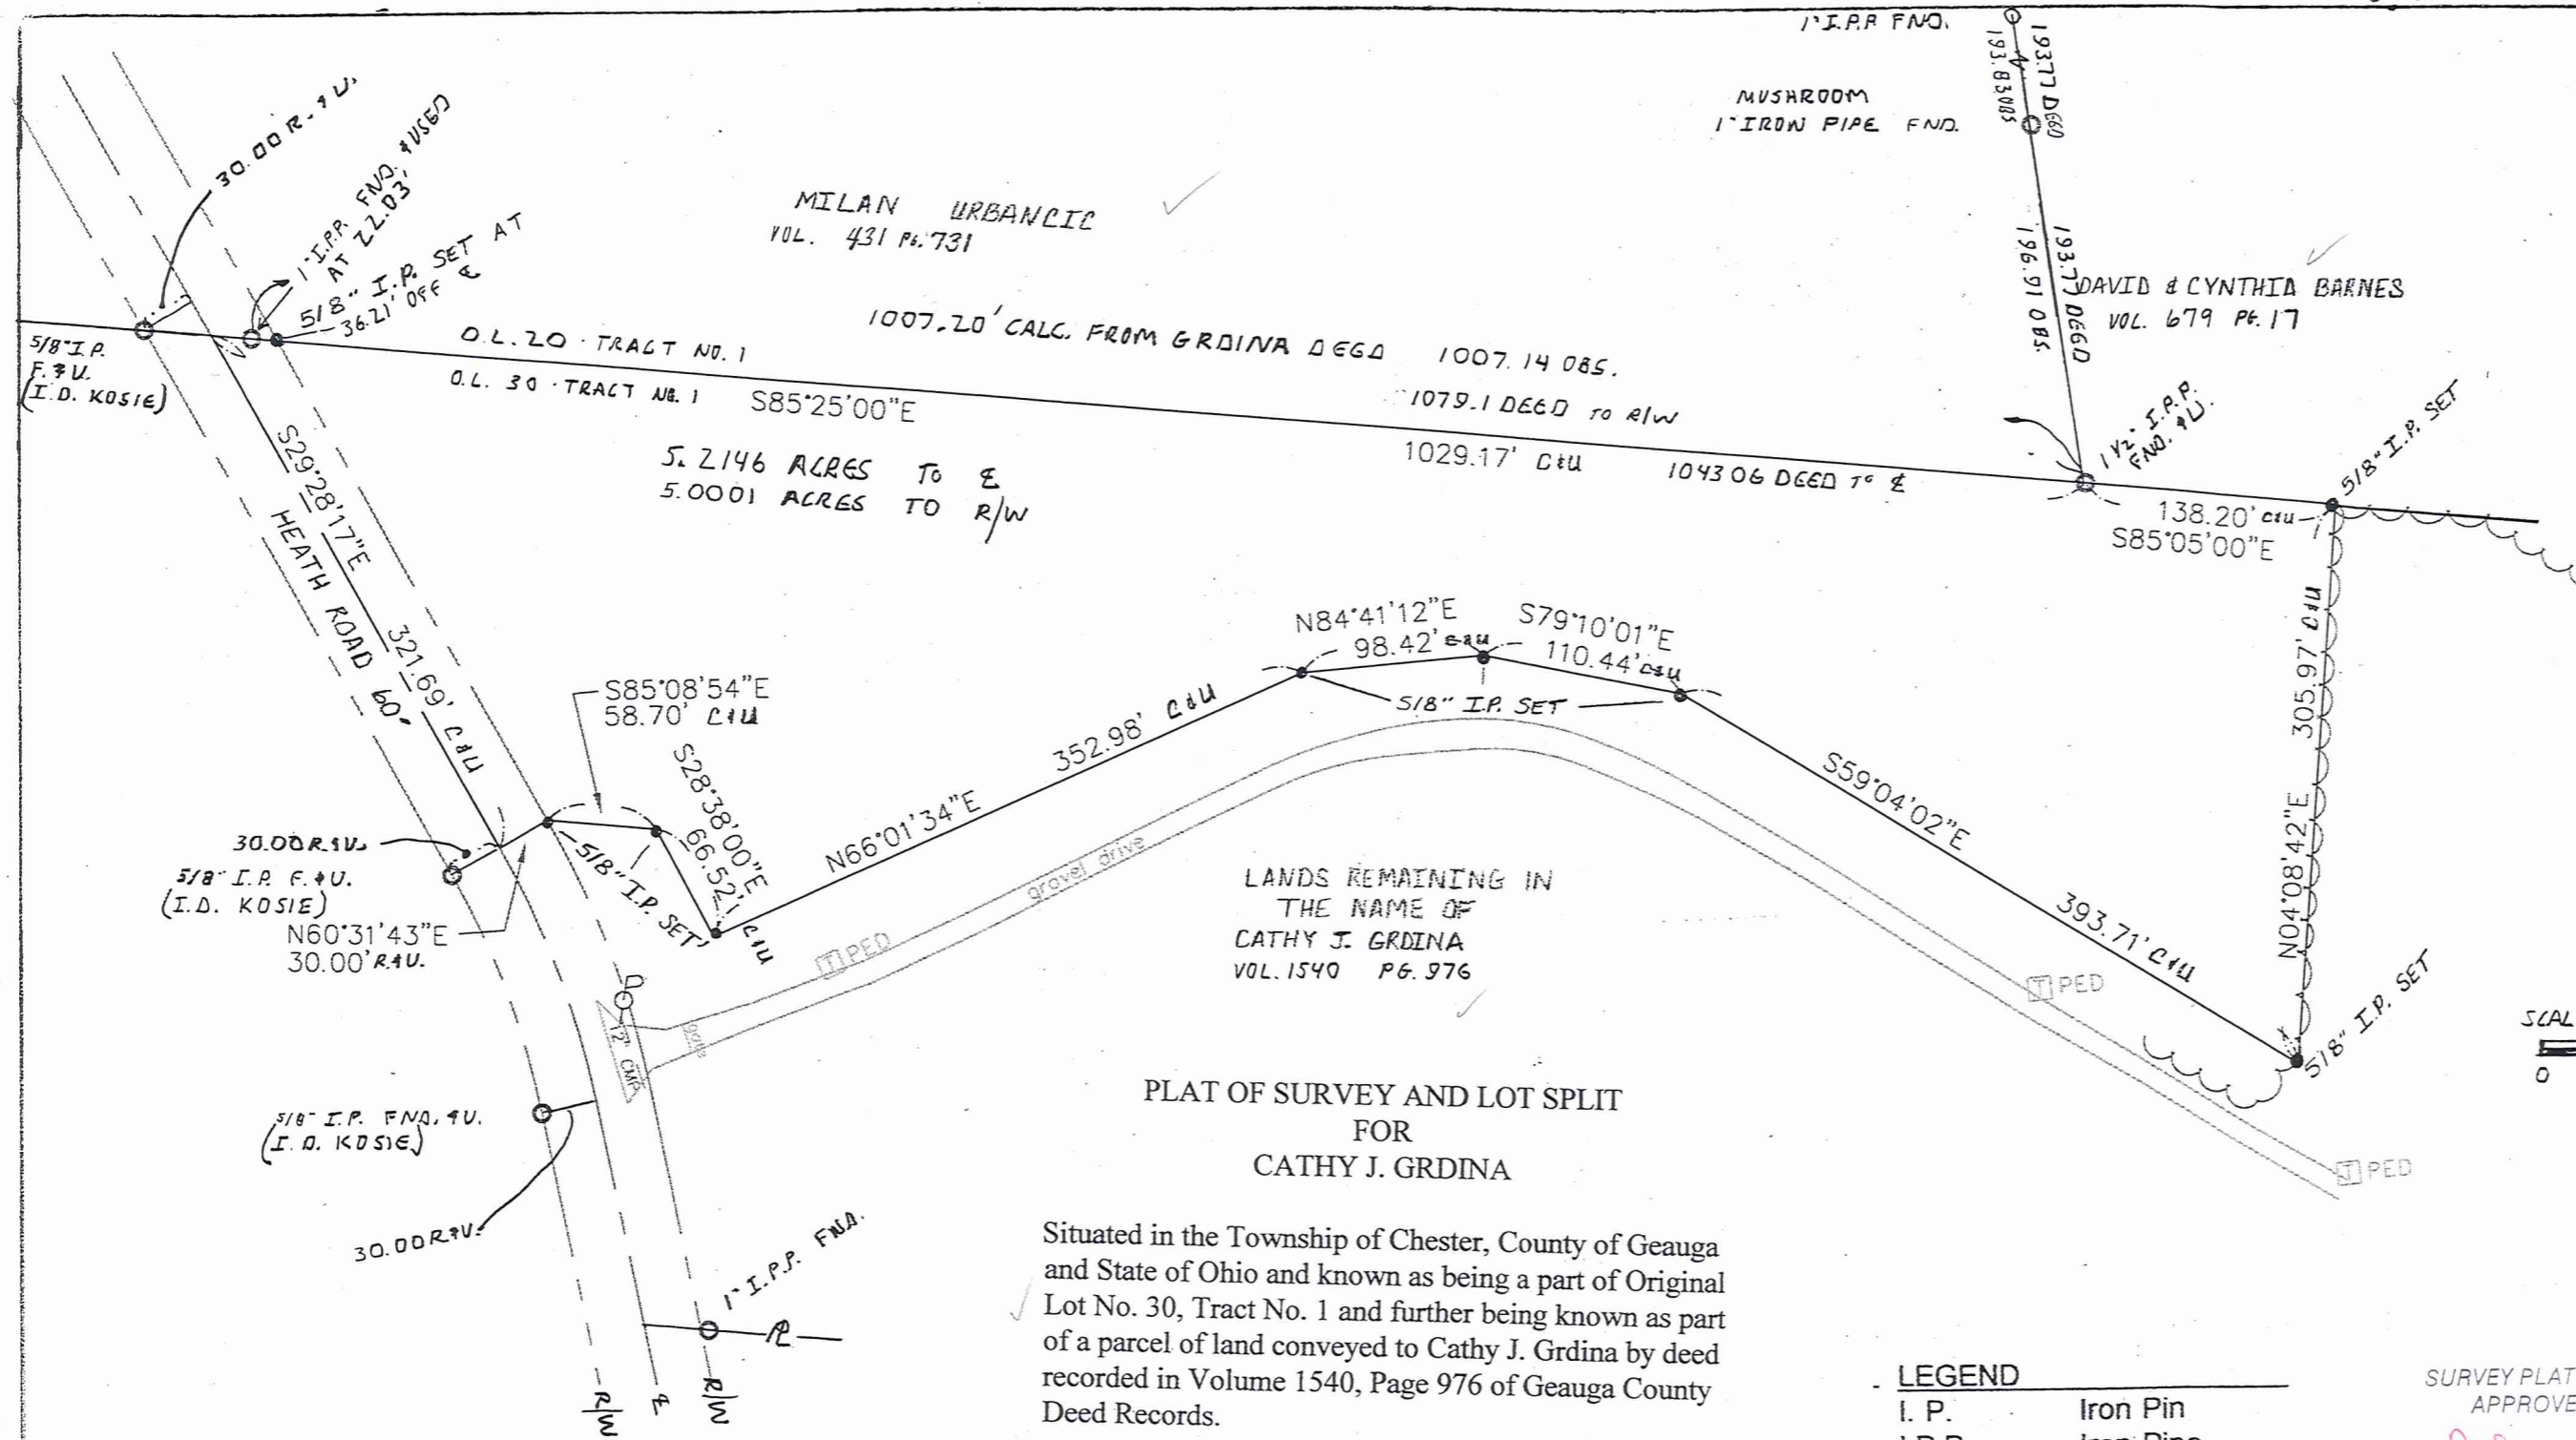 1" I.P.P. FND.
193.77 DEED
193.83 OBS
MUSHROOM
1" IRON PIPE FND.
30.00 R. & U.
1" I.P.P. FND. & USED
AT 22.03'
5/8" I.P. SET AT
36.21' OFF ℄
MILAN URBANCIC
VOL. 431 PG. 731
193.77 DEED
196.91 OBS.
DAVID & CYNTHIA BARNES
VOL. 679 PG. 17
5/8" I.P.
F. & U.
(I.D. KOSIE)
O.L. 20 · TRACT NO. 1
1007.20' CALC. FROM GRDINA DEED 1007.14 OBS.
O.L. 30 · TRACT NO. 1
S85°25'00"E
1079.1 DEED TO R/W
1029.17' C&U
1043.06 DEED TO ℄
1 1/2" I.P.P.
FND. & U.
5/8" I.P. SET
138.20' C&U
S85°05'00"E
5.2146 ACRES TO ℄
5.0001 ACRES TO R/W
S29°28'17"E
321.69' C&U
HEATH ROAD 60'
S85°08'54"E
58.70' C&U
S28°38'00"E
66.52' C&U
N66°01'34"E
352.98' C&U
N84°41'12"E
98.42' C&U
S79°10'01"E
110.44' C&U
5/8" I.P. SET
S59°04'02"E
393.71' C&U
N04°08'42"E 305.97' C&U
5/8" I.P. SET
30.00 R&U.
5/8" I.P. F. & U.
(I.D. KOSIE)
N60°31'43"E
30.00' R&U.
5/8" I.P. SET
gravel drive
T PED
T PED
T PED
12" CMP
LANDS REMAINING IN
THE NAME OF
CATHY J. GRDINA
VOL. 1540 PG. 976
SCAL
0
5/8" I.P. FND. & U.
(I.D. KOSIE)
30.00 R&U.
1" I.P.P. FND.
PL
R/W
℄
R/W
PLAT OF SURVEY AND LOT SPLIT
FOR
CATHY J. GRDINA
Situated in the Township of Chester, County of Geauga
and State of Ohio and known as being a part of Original
Lot No. 30, Tract No. 1 and further being known as part
of a parcel of land conveyed to Cathy J. Grdina by deed
recorded in Volume 1540, Page 976 of Geauga County
Deed Records.
LEGEND
I. P. Iron Pin
I.P.P. Iron Pipe
SURVEY PLAT
APPROVE